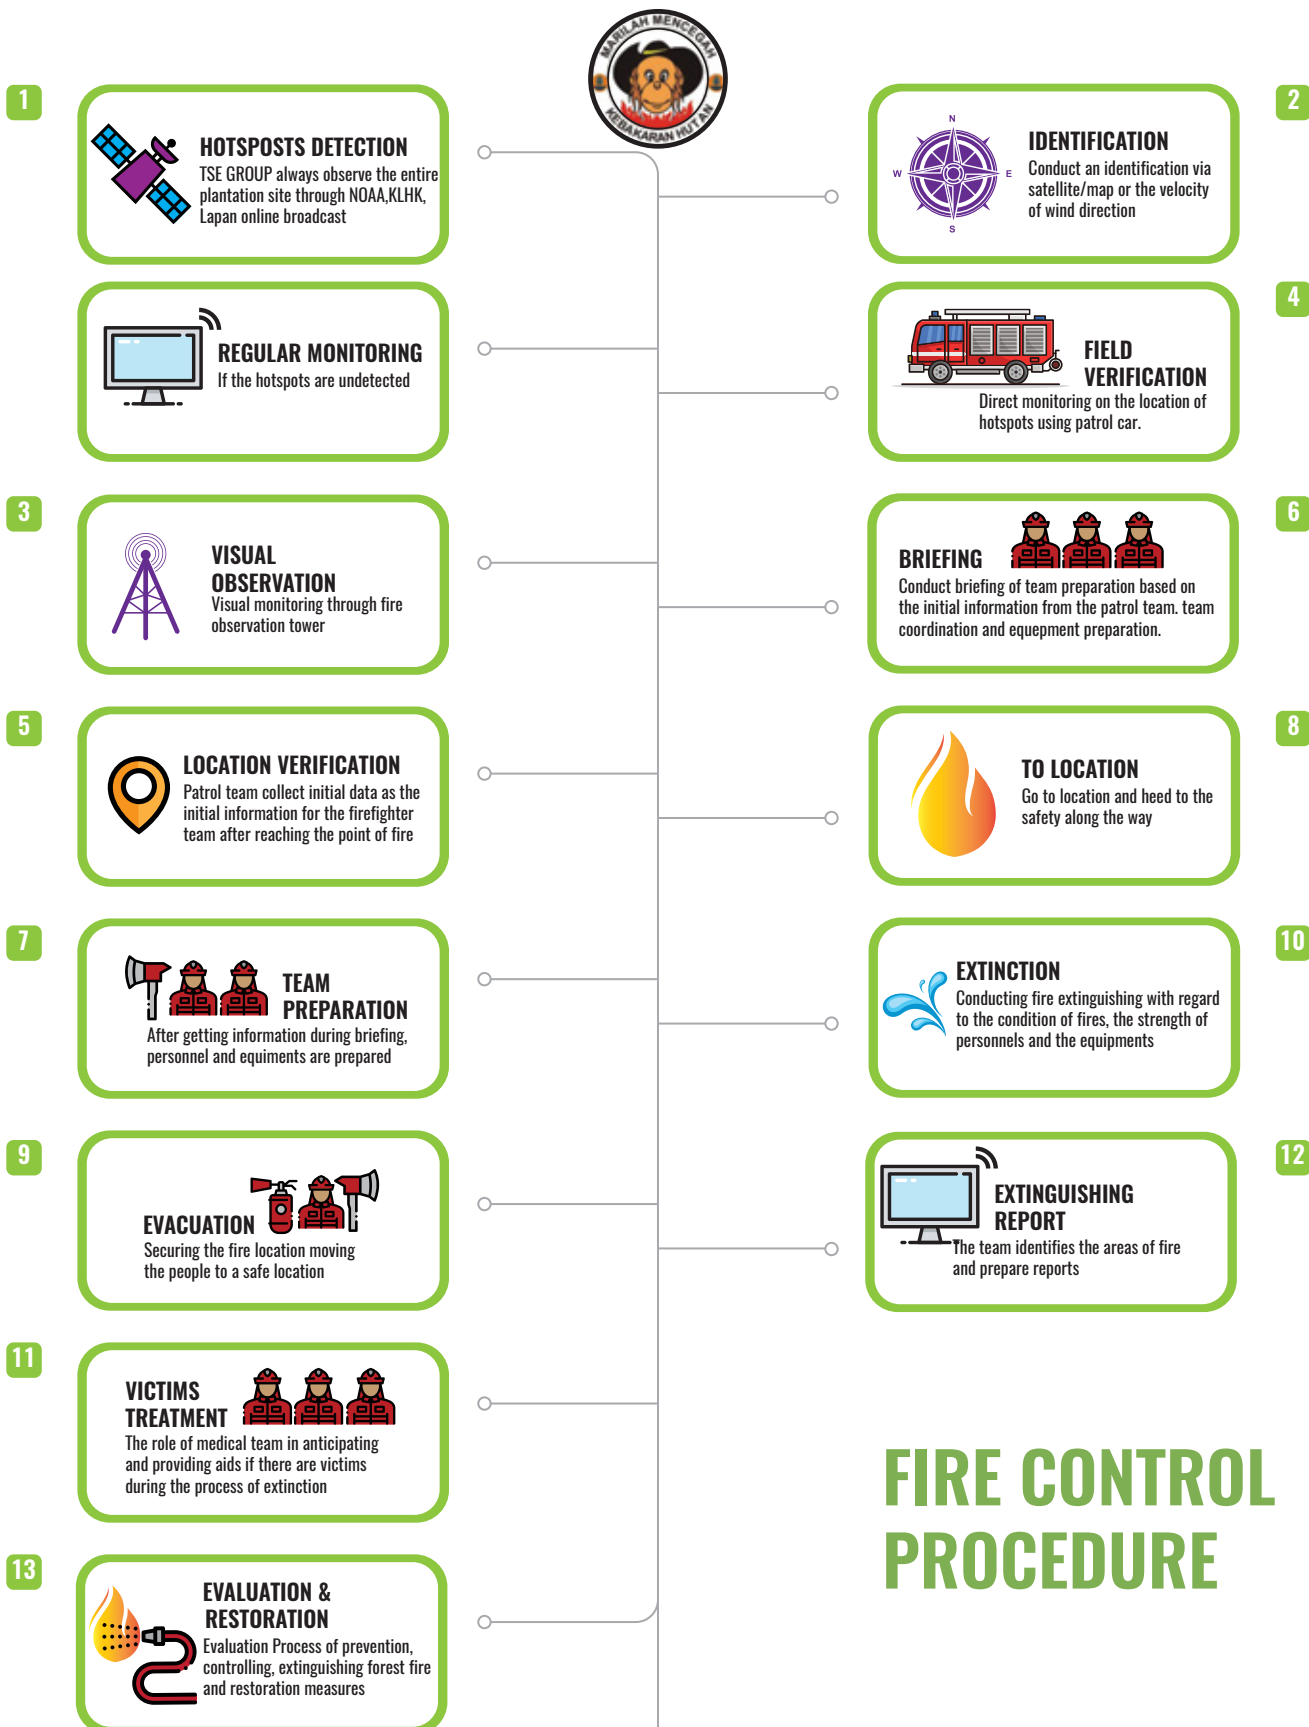 MARILAH MENCEGAH
KEBAKARAN HUTAN
1
HOTSPOSTS DETECTION
TSE GROUP always observe the entire
plantation site through NOAA,KLHK,
Lapan online broadcast
2
N
W
E
S
IDENTIFICATION
Conduct an identification via
satellite/map or the velocity
of wind direction
REGULAR MONITORING
If the hotspots are undetected
4
FIELD
VERIFICATION
Direct monitoring on the location of
hotspots using patrol car.
3
VISUAL
OBSERVATION
Visual monitoring through fire
observation tower
6
BRIEFING
Conduct briefing of team preparation based on
the initial information from the patrol team. team
coordination and equepment preparation.
5
LOCATION VERIFICATION
Patrol team collect initial data as the
initial information for the firefighter
team after reaching the point of fire
8
TO LOCATION
Go to location and heed to the
safety along the way
7
TEAM
PREPARATION
After getting information during briefing,
personnel and equiments are prepared
10
EXTINCTION
Conducting fire extinguishing with regard
to the condition of fires, the strength of
personnels and the equipments
9
EVACUATION
Securing the fire location moving
the people to a safe location
12
EXTINGUISHING
REPORT
The team identifies the areas of fire
and prepare reports
11
VICTIMS
TREATMENT
The role of medical team in anticipating
and providing aids if there are victims
during the process of extinction
13
EVALUATION &
RESTORATION
Evaluation Process of prevention,
controlling, extinguishing forest fire
and restoration measures
FIRE CONTROL
PROCEDURE